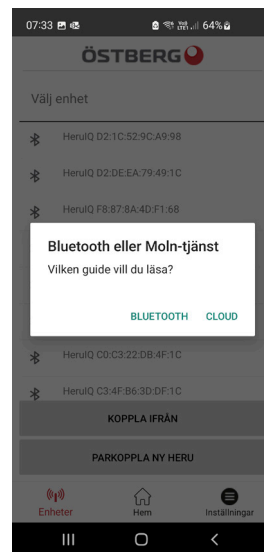 07:33 64%
ÖSTBERG
Välj enhet
HeruIQ D2:1C:52:9C:A9:98
HeruIQ D2:DE:EA:79:49:1C
HeruIQ F8:87:8A:4D:F1:68
Bluetooth eller Moln-tjänst
Vilken guide vill du läsa?
BLUETOOTH CLOUD
HeruIQ C0:C3:22:DB:4F:1C
HeruIQ C3:4F:B6:3D:DF:1C
KOPPLA IFRÅN
PARKOPPLA NY HERU
Enheter Hem Inställningar